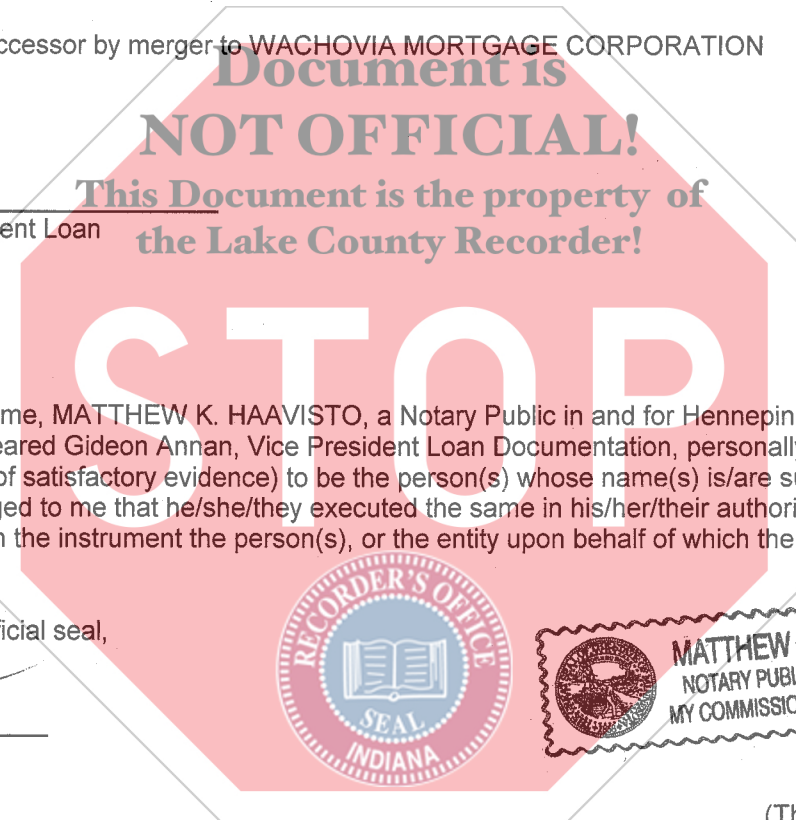 ccessor by merger to WACHOVIA MORTGAGE CORPORATION
Document is
NOT OFFICIAL!
This Document is the property of
ent Loan
the Lake County Recorder!
STOP
me, MATTHEW K. HAAVISTO, a Notary Public in and for Hennepin
eared Gideon Annan, Vice President Loan Documentation, personally
of satisfactory evidence) to be the person(s) whose name(s) is/are su
ged to me that he/she/they executed the same in his/her/their authori
n the instrument the person(s), or the entity upon behalf of which the
RECORDER'S OFFICE
SEAL
INDIANA
ficial seal,
MATTHEW
NOTARY PUBLI
MY COMMISSIO
(Th